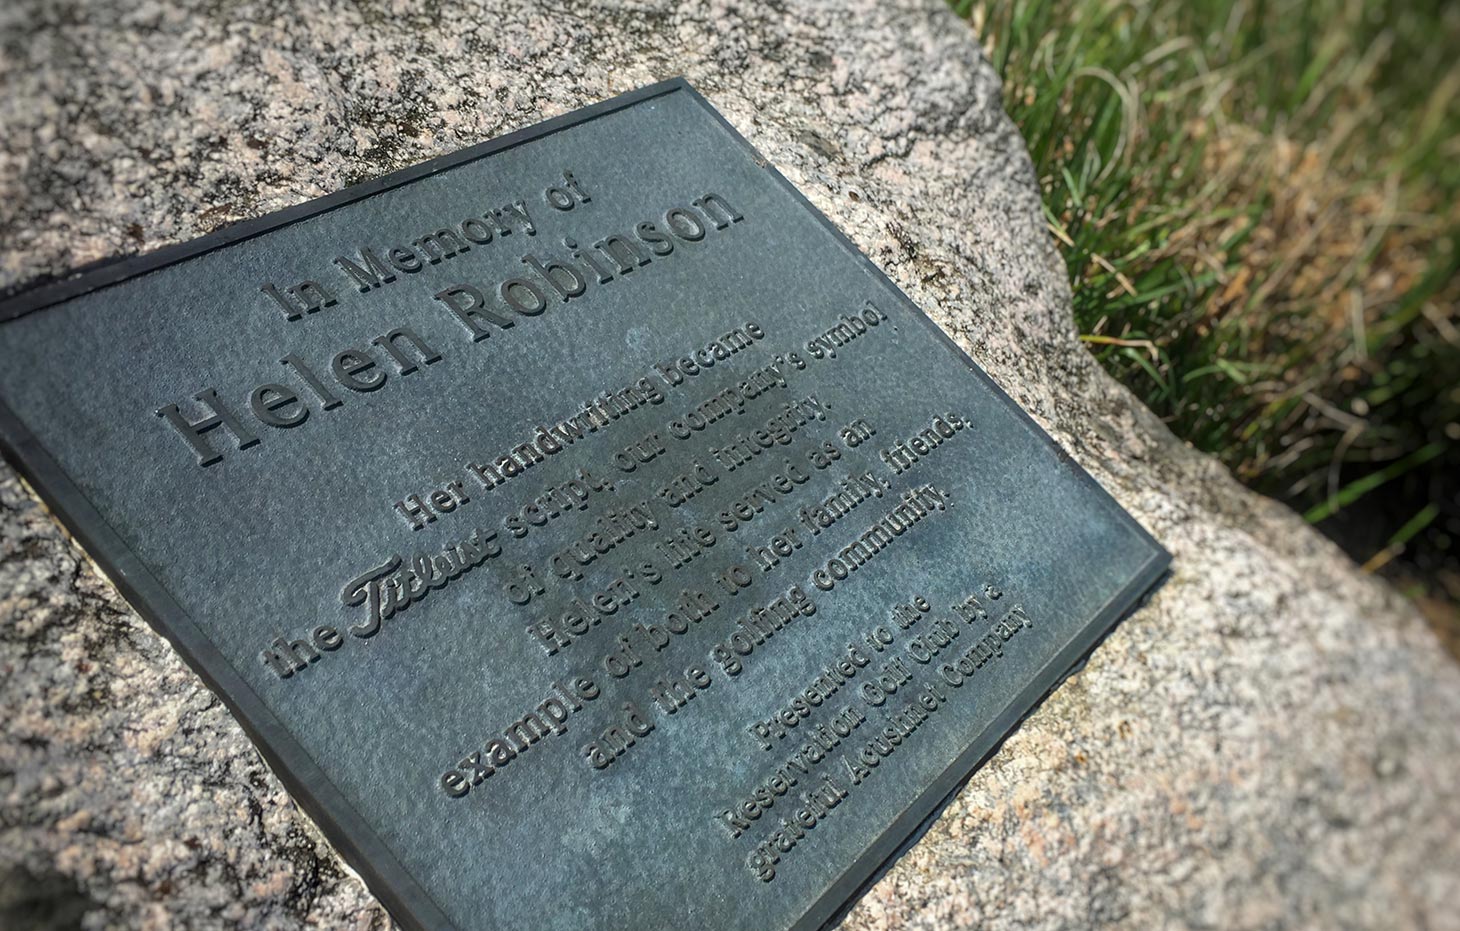 In Memory of
Helen Robinson
Her handwriting became
the Titleist script, our company's symbol
of quality and integrity.
Helen's life served as an
example of both to her family, friends,
and the golfing community.
Presented to the
Reservation Golf Club by a
grateful Acushnet Company